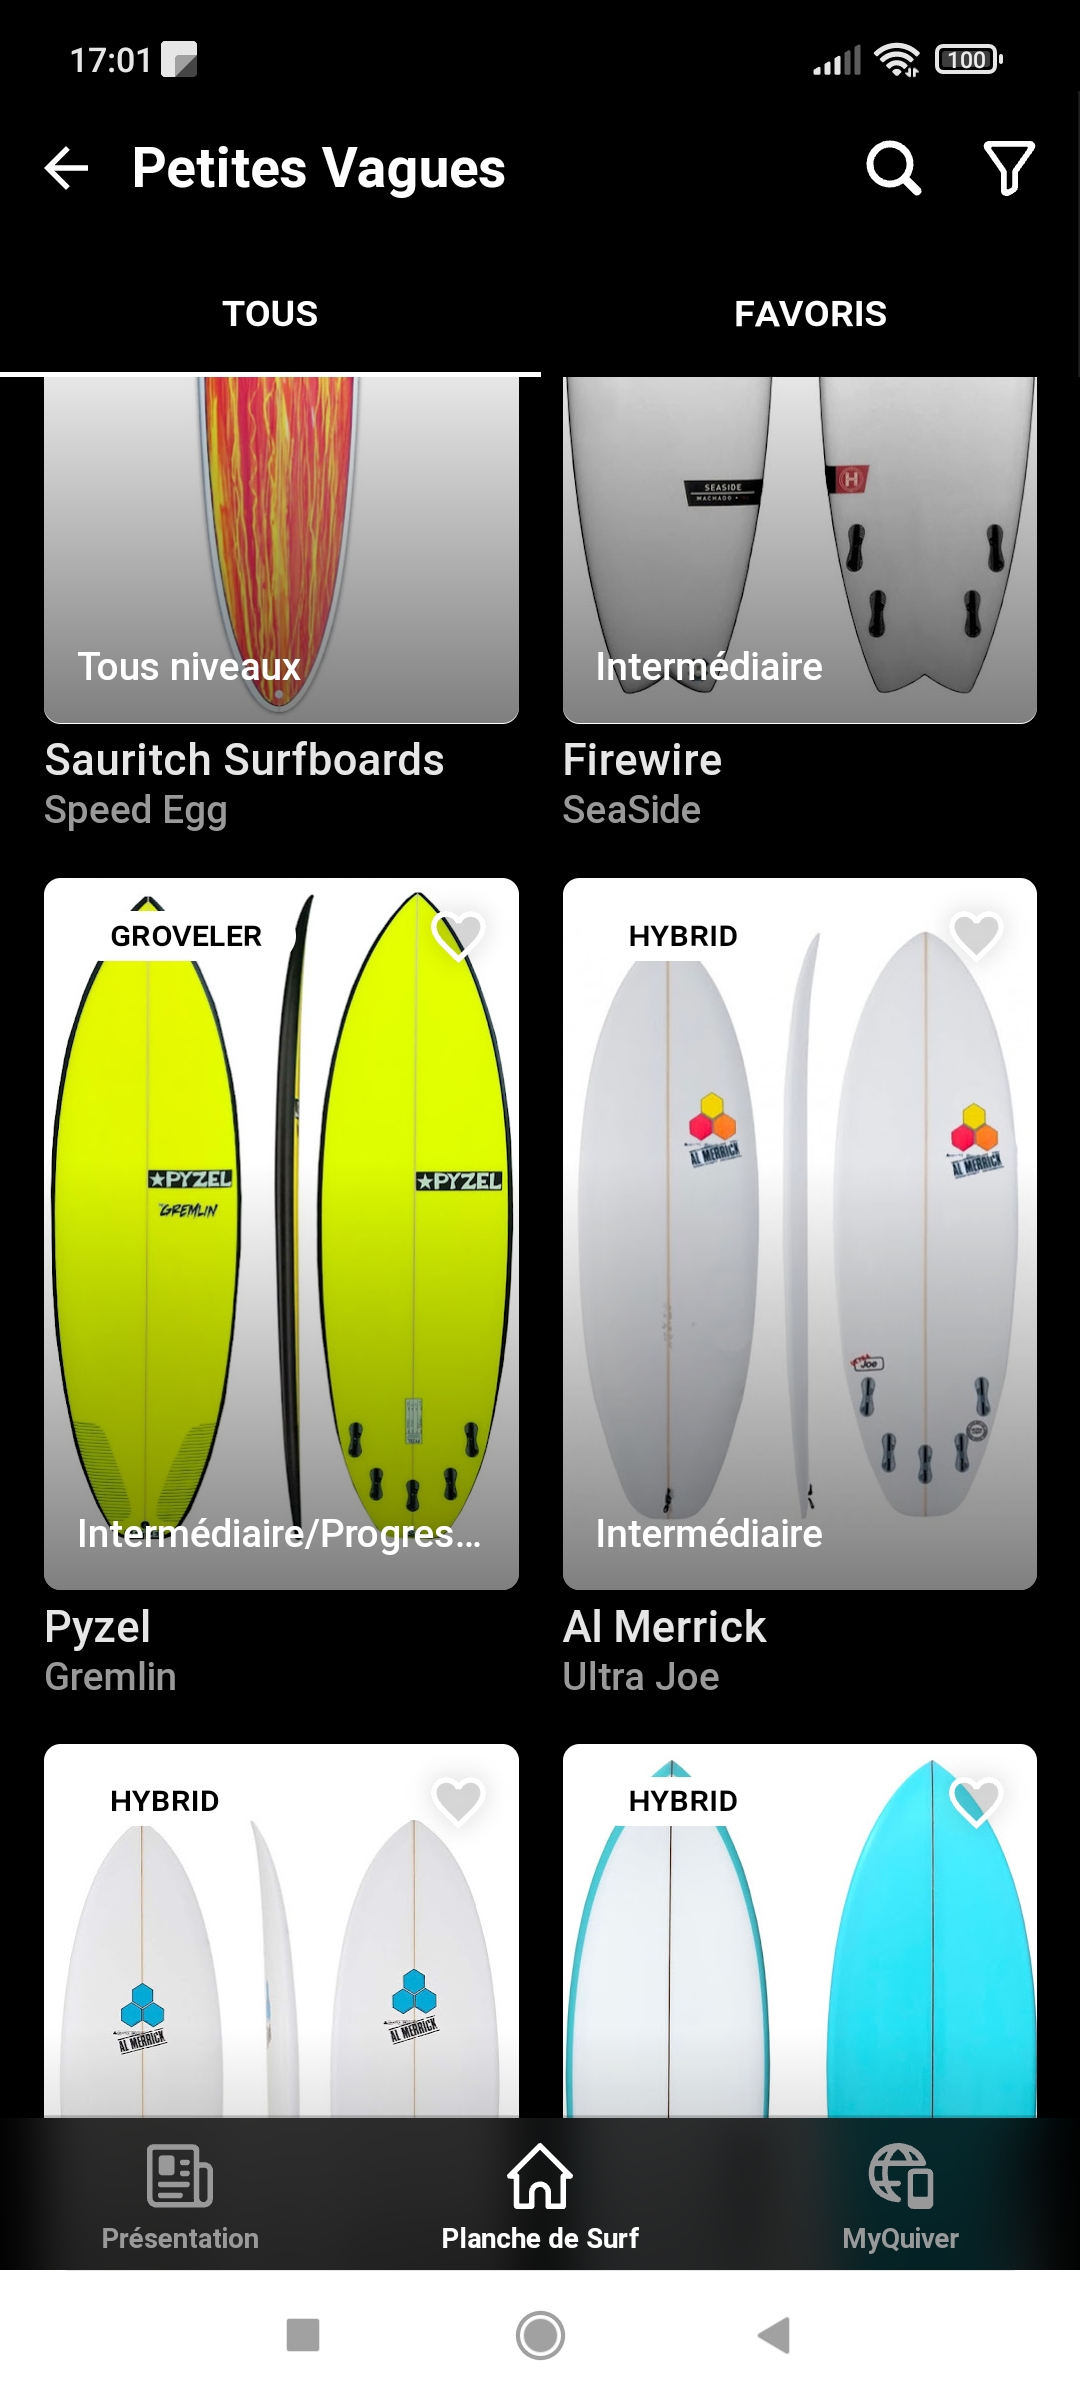 17:01
100
Petites Vagues
TOUS
FAVORIS
SEASIDE
MACHADO
H
Tous niveaux
Intermédiaire
Sauritch Surfboards
Speed Egg
Firewire
SeaSide
GROVELER
HYBRID
PYZEL
GREMLIN
PYZEL
AL MERRICK
AL MERRICK
Joe
Intermédiaire/Progres...
Intermédiaire
Pyzel
Gremlin
Al Merrick
Ultra Joe
HYBRID
HYBRID
AL MERRICK
AL MERRICK
Présentation
Planche de Surf
MyQuiver